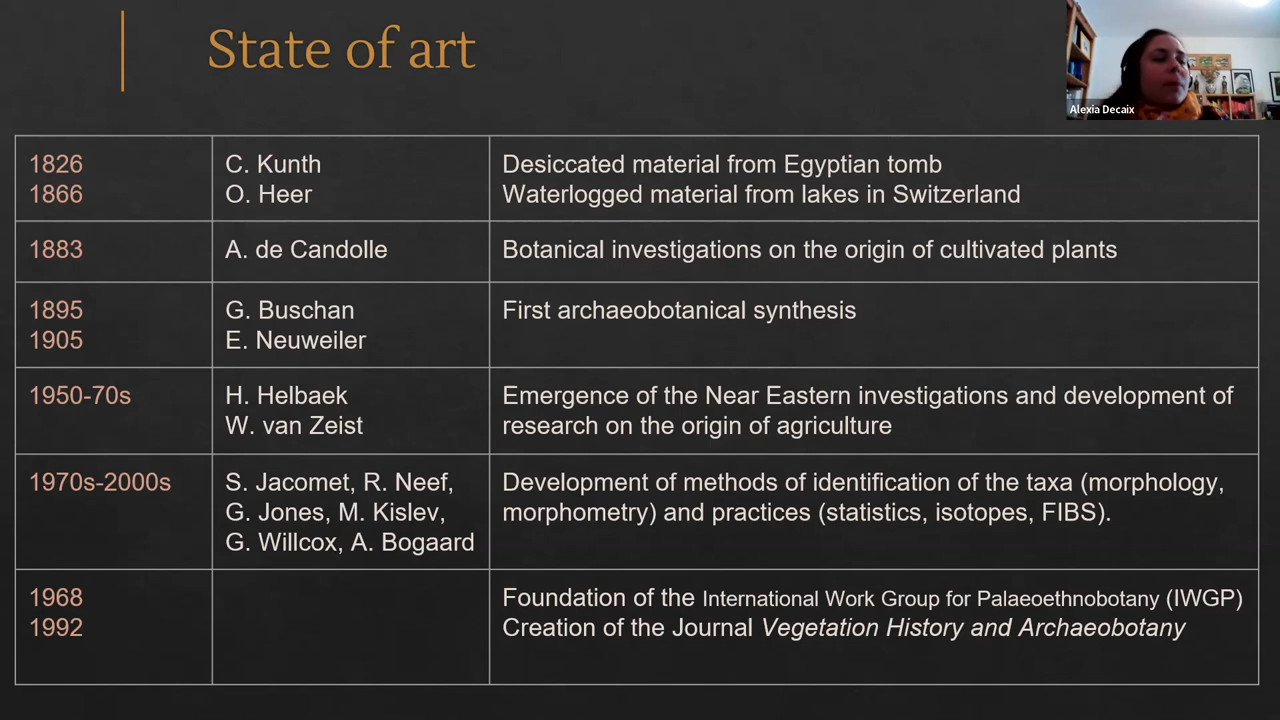 State of art
Alexia Decaix
1826
1866
C. Kunth
O. Heer
Desiccated material from Egyptian tomb
Waterlogged material from lakes in Switzerland
1883
A. de Candolle
Botanical investigations on the origin of cultivated plants
1895
1905
G. Buschan
E. Neuweiler
First archaeobotanical synthesis
1950-70s
H. Helbaek
W. van Zeist
Emergence of the Near Eastern investigations and development of
research on the origin of agriculture
1970s-2000s
S. Jacomet, R. Neef,
G. Jones, M. Kislev,
G. Willcox, A. Bogaard
Development of methods of identification of the taxa (morphology,
morphometry) and practices (statistics, isotopes, FIBS).
1968
1992
Foundation of the International Work Group for Palaeoethnobotany (IWGP)
Creation of the Journal Vegetation History and Archaeobotany